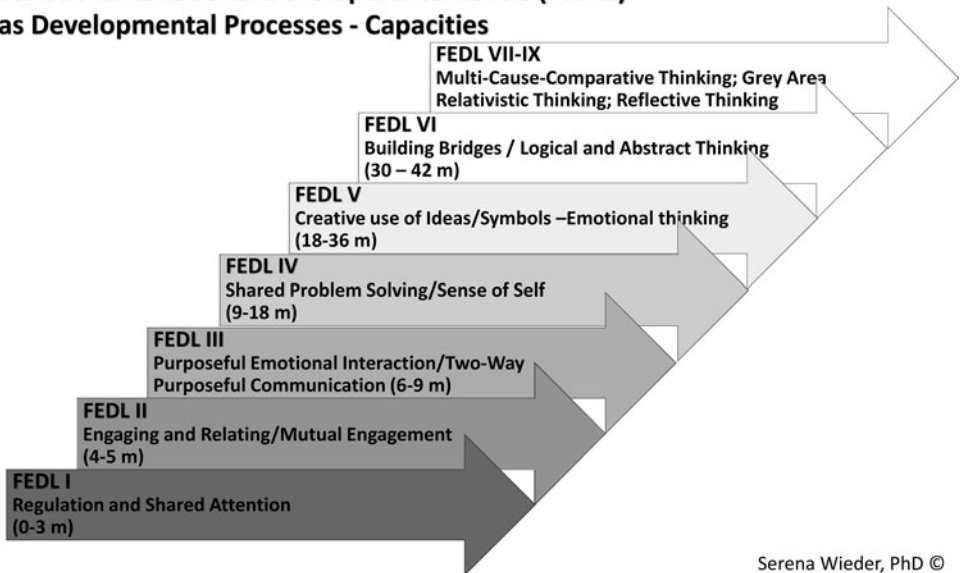 as Developmental Processes - Capacities
FEDL VII-IX
Multi-Cause-Comparative Thinking; Grey Area
Relativistic Thinking; Reflective Thinking
FEDL VI
Building Bridges / Logical and Abstract Thinking
(30 – 42 m)
FEDL V
Creative use of Ideas/Symbols –Emotional thinking
(18-36 m)
FEDL IV
Shared Problem Solving/Sense of Self
(9-18 m)
FEDL III
Purposeful Emotional Interaction/Two-Way
Purposeful Communication (6-9 m)
FEDL II
Engaging and Relating/Mutual Engagement
(4-5 m)
FEDL I
Regulation and Shared Attention
(0-3 m)
Serena Wieder, PhD ©